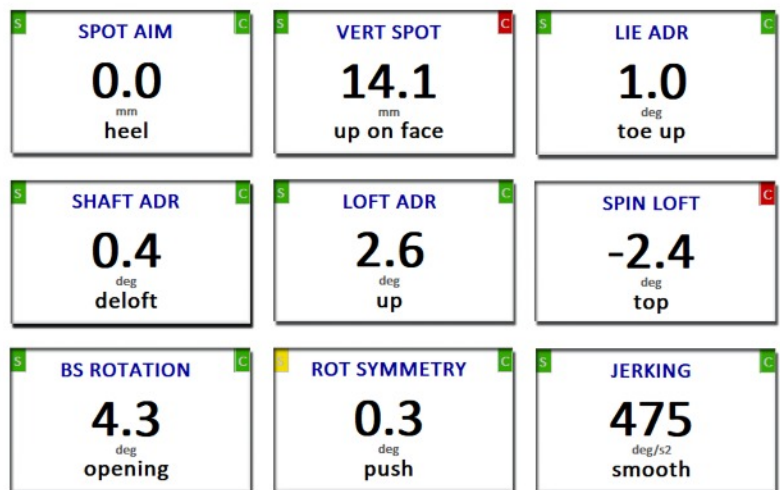 S SPOT AIM C
0.0
mm
heel
S VERT SPOT C
14.1
mm
up on face
S LIE ADR C
1.0
deg
toe up
S SHAFT ADR C
0.4
deg
deloft
S LOFT ADR C
2.6
deg
up
SPIN LOFT C
-2.4
deg
top
S BS ROTATION C
4.3
deg
opening
S ROT SYMMETRY C
0.3
deg
push
S JERKING C
475
deg/s2
smooth